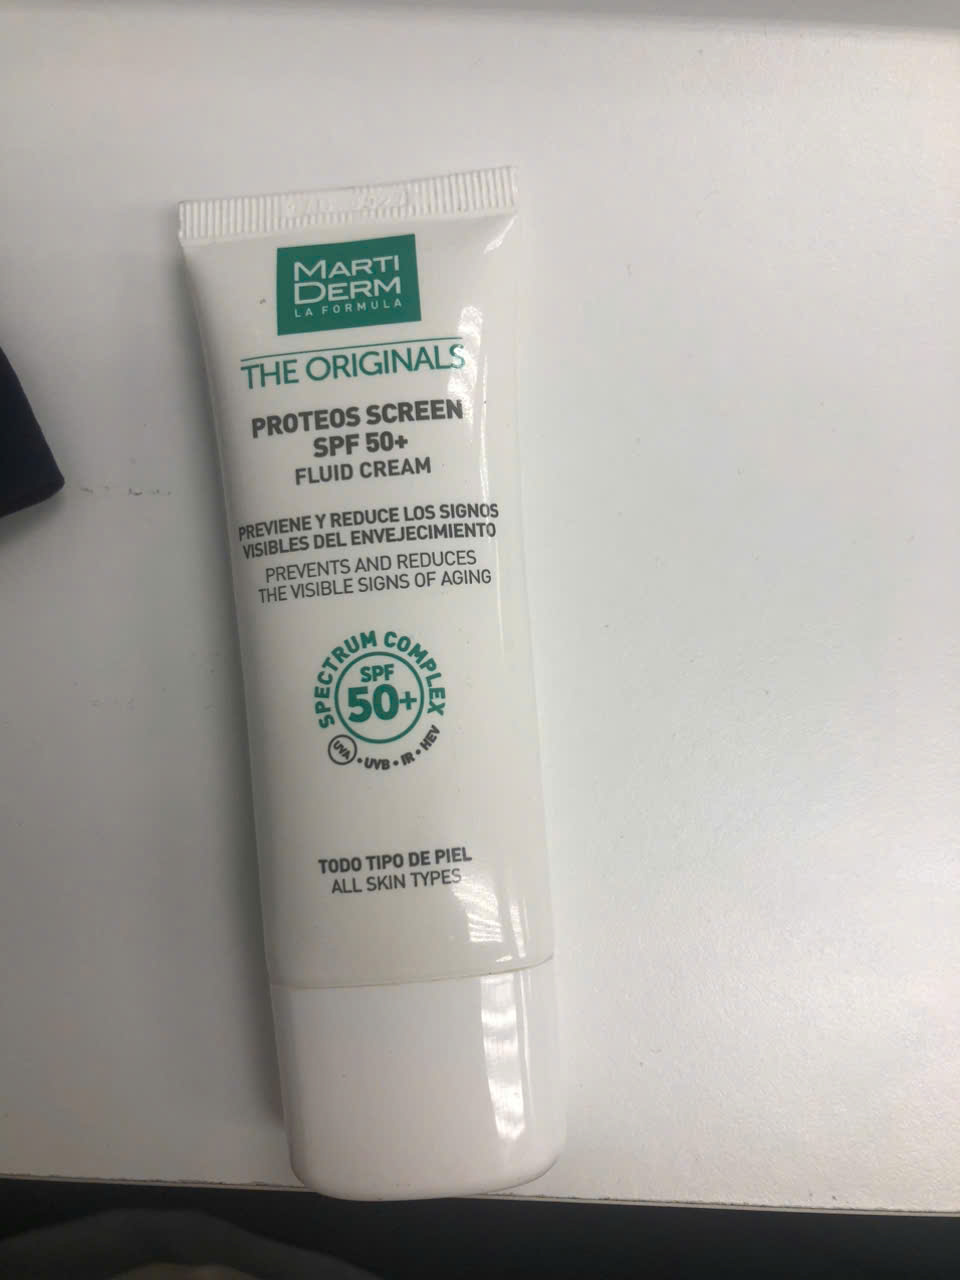 MARTI
DERM
LA FORMULA
THE ORIGINALS
PROTEOS SCREEN
SPF 50+
FLUID CREAM
PREVIENE Y REDUCE LOS SIGNOS
VISIBLES DEL ENVEJECIMIENTO
PREVENTS AND REDUCES
THE VISIBLE SIGNS OF AGING
SPECTRUM COMPLEX
SPF
50+
UVA • UVB • IR • HEV
TODO TIPO DE PIEL
ALL SKIN TYPES